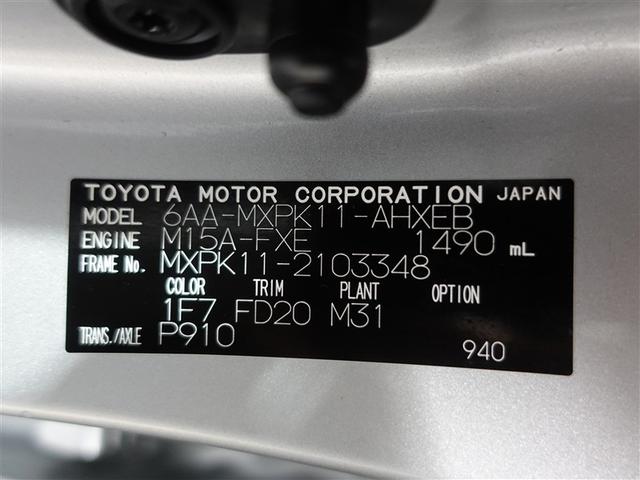 TOYOTA MOTOR CORPORATION JAPAN
MODEL 6AA-MXPK11-AHXEB
ENGINE M15A-FXE 1490 mL
FRAME No. MXPK11-2103348
COLOR TRIM PLANT OPTION
1F7 FD20 M31
TRANS./AXLE P910
940